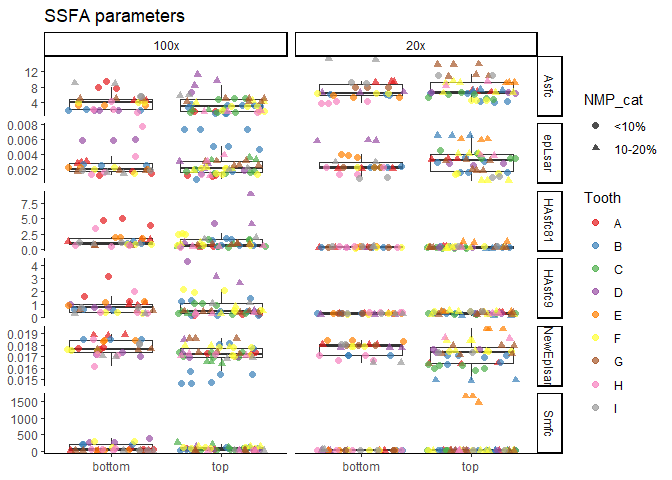 SSFA parameters
100x
20x
12
8
4
Asfc
0.008
0.006
0.004
0.002
epLsar
7.5
5.0
2.5
0.0
HAsfc81
4
3
2
1
0
HAsfc9
0.019
0.018
0.017
0.016
0.015
NewEplsar
1500
1000
500
0
Smfc
bottom
top
bottom
top
NMP_cat
<10%
10-20%
Tooth
A
B
C
D
E
F
G
H
I